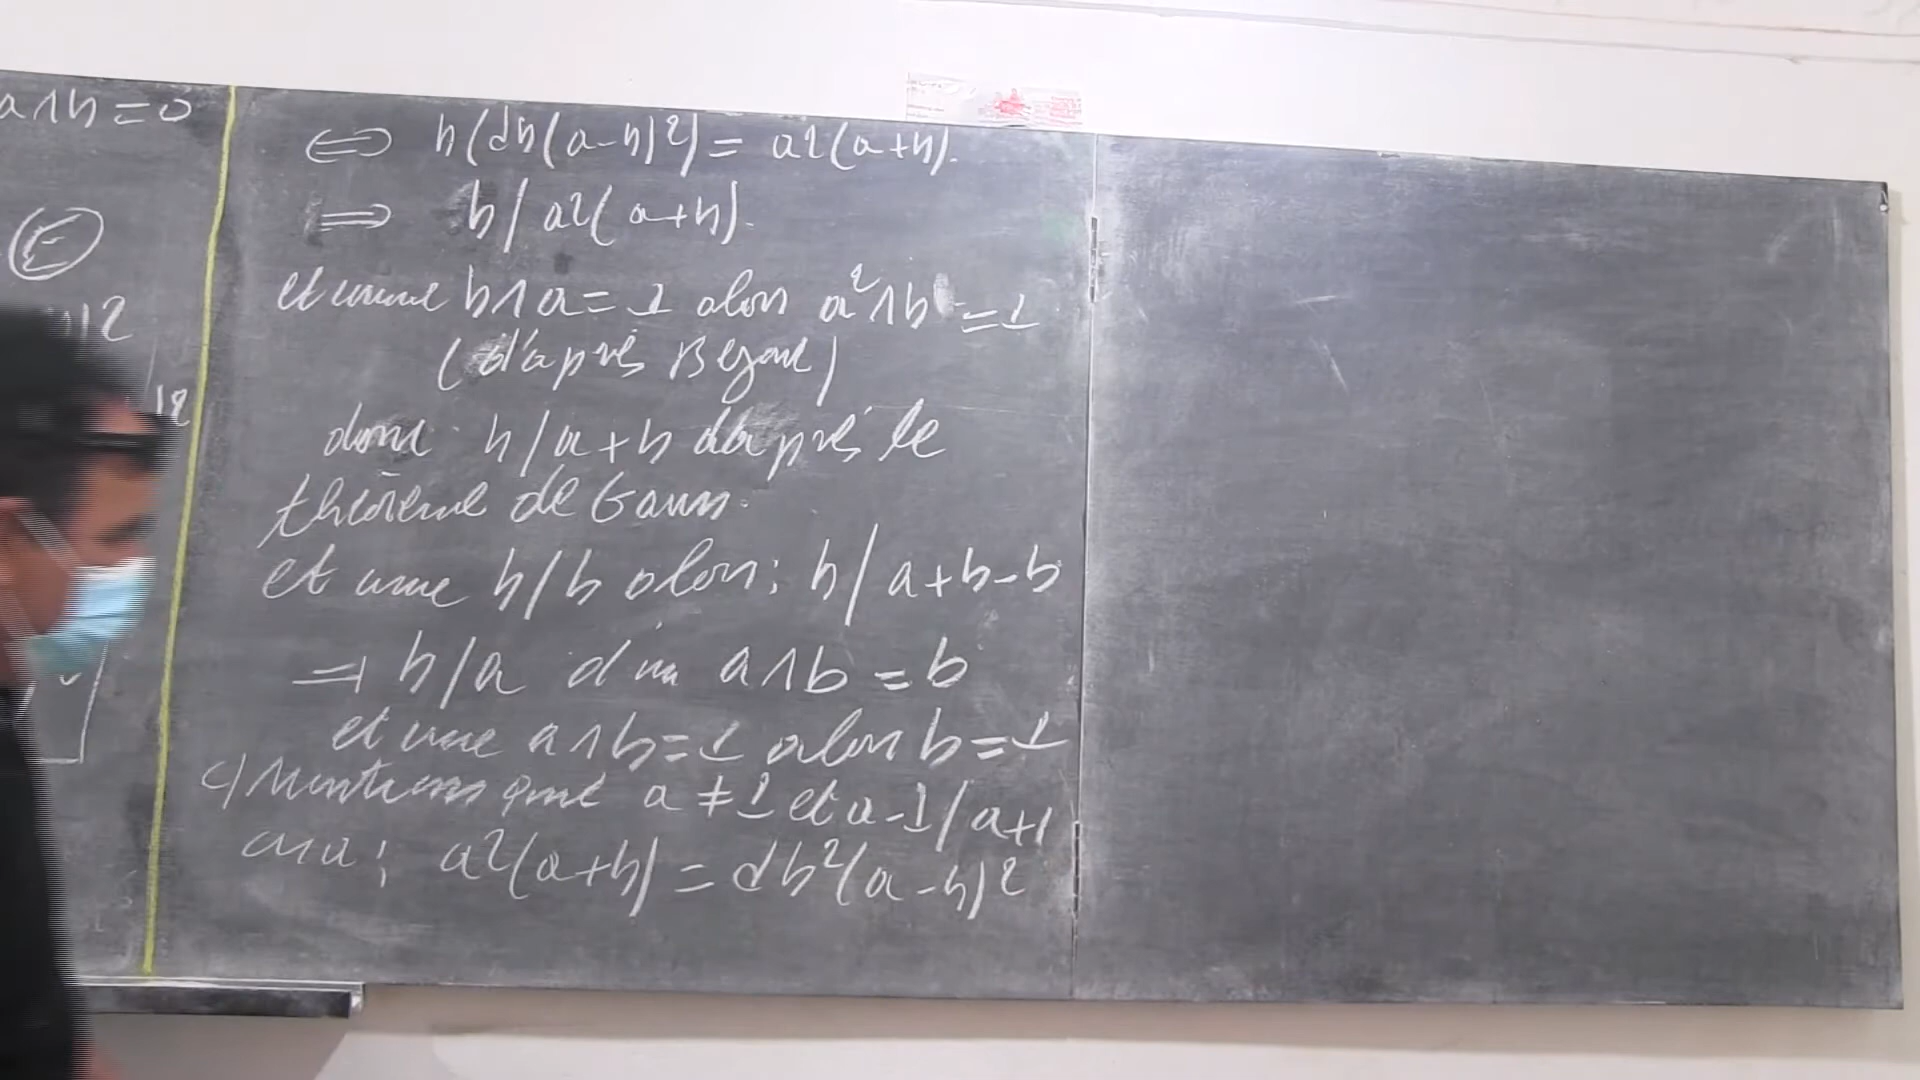 a∧b=0
E
⇔ b(db(a-b)²)= a²(a+b).
⇒ b/a²(a+b).
et comme b∧a=1 alors a²∧b=1
(d'après Bezout)
donc b/a+b d'après le
théorème de Gauss.
et comme b/b alors: b/a+b-b
⇒ b/a d'où a∧b=b
et comme a∧b=1 alors b=1
c) Montrons que a≠1 et a-1/a+1
on a: a²(a+b)=db²(a-b)²